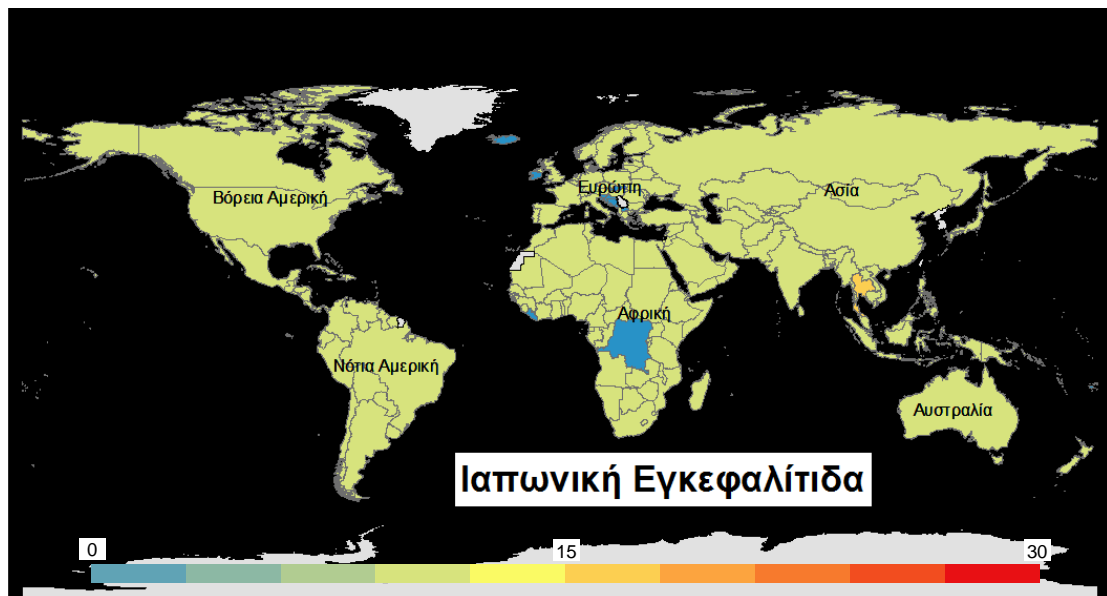 Ευρώπη
Ασία
Βόρεια Αμερική
Αφρική
Νότια Αμερική
Αυστραλία
Ιαπωνική Εγκεφαλίτιδα
0
15
30